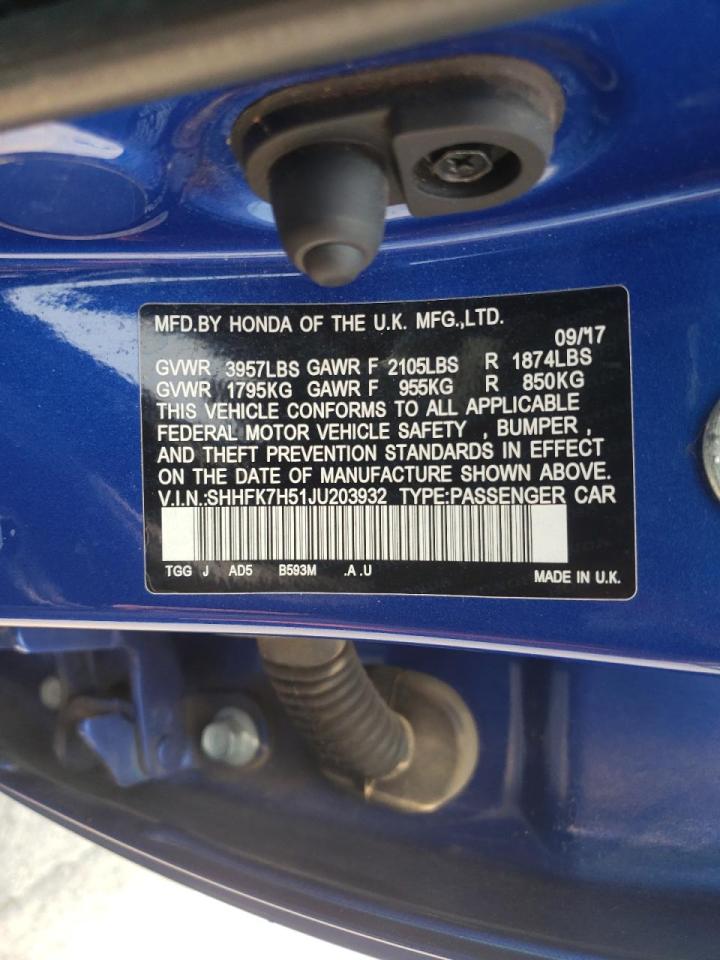 MFD.BY HONDA OF THE U.K. MFG.,LTD.
09/17
GVWR 3957LBS GAWR F 2105LBS R 1874LBS
GVWR 1795KG GAWR F 955KG R 850KG
THIS VEHICLE CONFORMS TO ALL APPLICABLE
FEDERAL MOTOR VEHICLE SAFETY , BUMPER ,
AND THEFT PREVENTION STANDARDS IN EFFECT
ON THE DATE OF MANUFACTURE SHOWN ABOVE.
V.I.N.:SHHFK7H51JU203932 TYPE:PASSENGER CAR
TGG J AD5 B593M .A .U
MADE IN U.K.